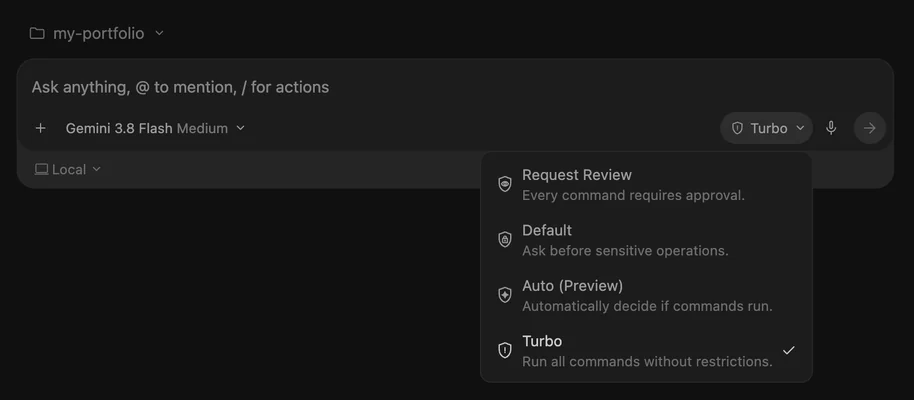 my-portfolio
Ask anything, @ to mention, / for actions
Gemini 3.8 Flash Medium
Turbo
Local
Request Review
Every command requires approval.
Default
Ask before sensitive operations.
Auto (Preview)
Automatically decide if commands run.
Turbo
Run all commands without restrictions.